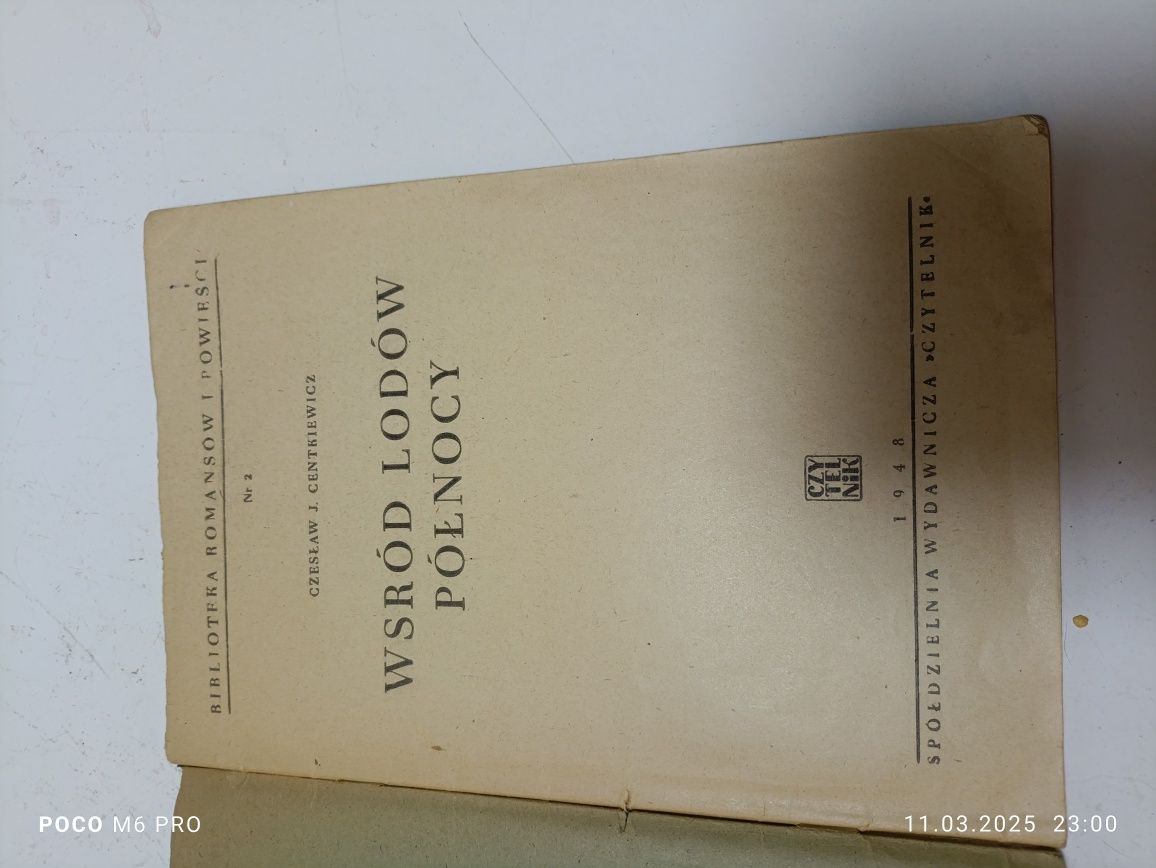 BIBLIOTEKA ROMANSÓW I POWIEŚCI
Nr 2
CZESŁAW J. CENTKIEWICZ
WŚRÓD LODÓW
PÓŁNOCY
CZY
TEL
NIK
1948
SPÓŁDZIELNIA WYDAWNICZA »CZYTELNIK«
POCO M6 PRO
11.03.2025 23:00